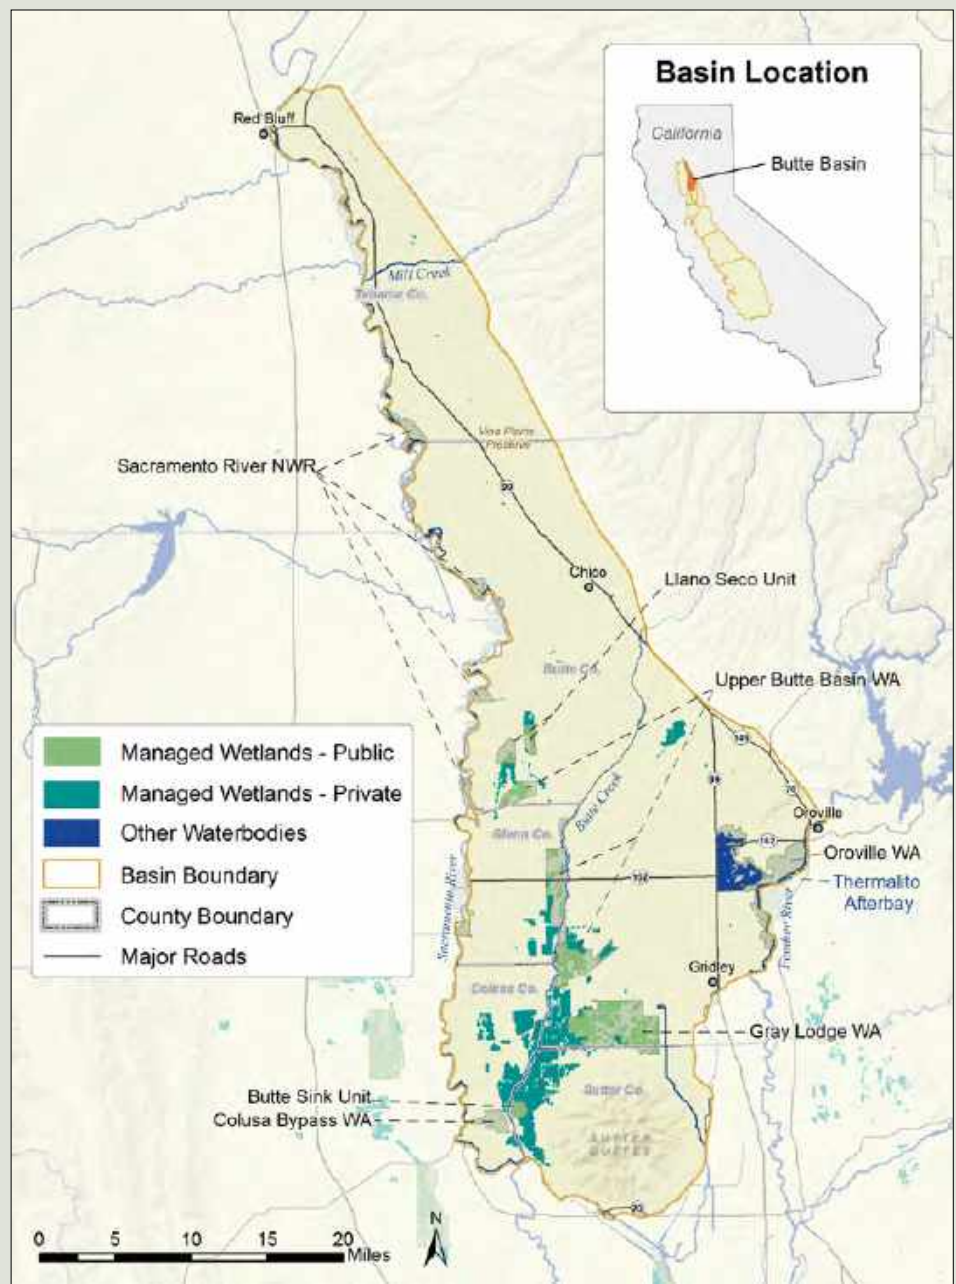 Basin Location
California
Butte Basin
Red Bluff
Mill Creek
Tehama Co.
Vina Plains
Preserve
Sacramento River NWR
99
Chico
Llano Seco Unit
Butte Co.
Upper Butte Basin WA
Managed Wetlands - Public
Managed Wetlands - Private
Other Waterbodies
Basin Boundary
County Boundary
Major Roads
149
99
70
Butte Creek
Oroville
Glenn Co.
162
Oroville WA
Thermalito
Afterbay
162
Sacramento River
Feather River
Gridley
Colusa Co.
Gray Lodge WA
Sutter Co.
Butte Sink Unit
Colusa Bypass WA
SUTTER
BUTTES
20
N
0 5 10 15 20
Miles